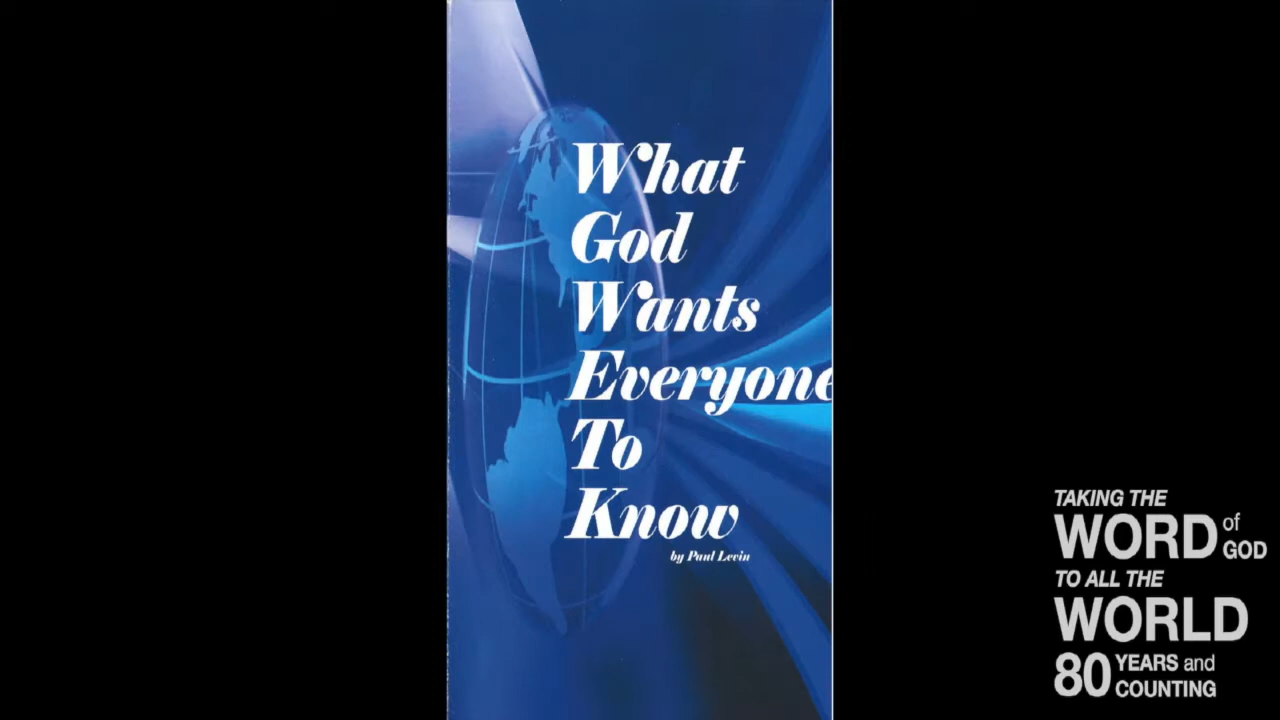 What
God
Wants
Everyone
To
Know
by Paul Levin
TAKING THE
WORD of GOD
TO ALL THE
WORLD
80 YEARS and COUNTING